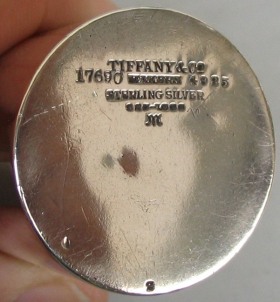 TIFFANY & CO
17690 MAKERS 4925
STERLING SILVER
925-1000
M